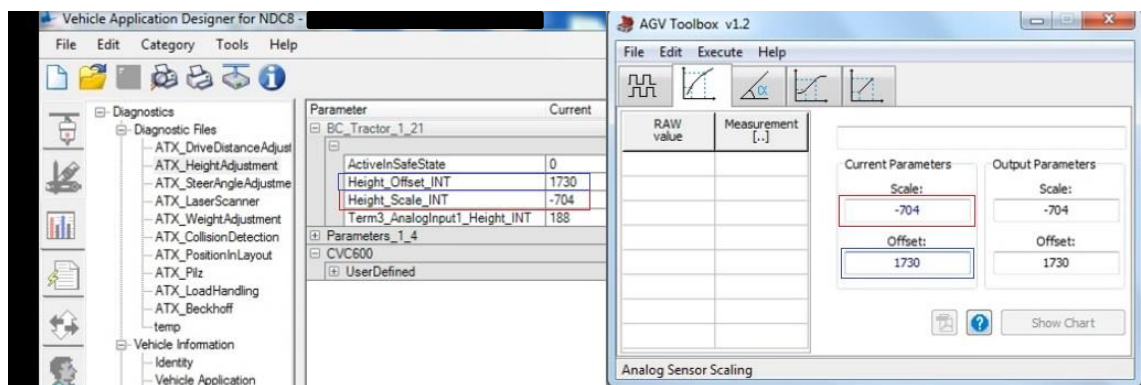 Vehicle Application Designer for NDC8 -
File Edit Category Tools Help
Diagnostics
Diagnostic Files
ATX_DriveDistanceAdjust
ATX_HeightAdjustment
ATX_SteerAngleAdjustme
ATX_LaserScanner
ATX_WeightAdjustment
ATX_CollisionDetection
ATX_PositionInLayout
ATX_Pilz
ATX_LoadHandling
ATX_Beckhoff
temp
Vehicle Information
Identity
Vehicle Application
Parameter Current
BC_Tractor_1_21
ActiveInSafeState 0
Height_Offset_INT 1730
Height_Scale_INT -704
Term3_AnalogInput1_Height_INT 188
Parameters_1_4
CVC600
UserDefined
AGV Toolbox v1.2
File Edit Execute Help
α
RAW value
Measurement [..]
Current Parameters
Scale:
-704
Offset:
1730
Output Parameters
Scale:
-704
Offset:
1730
Show Chart
Analog Sensor Scaling